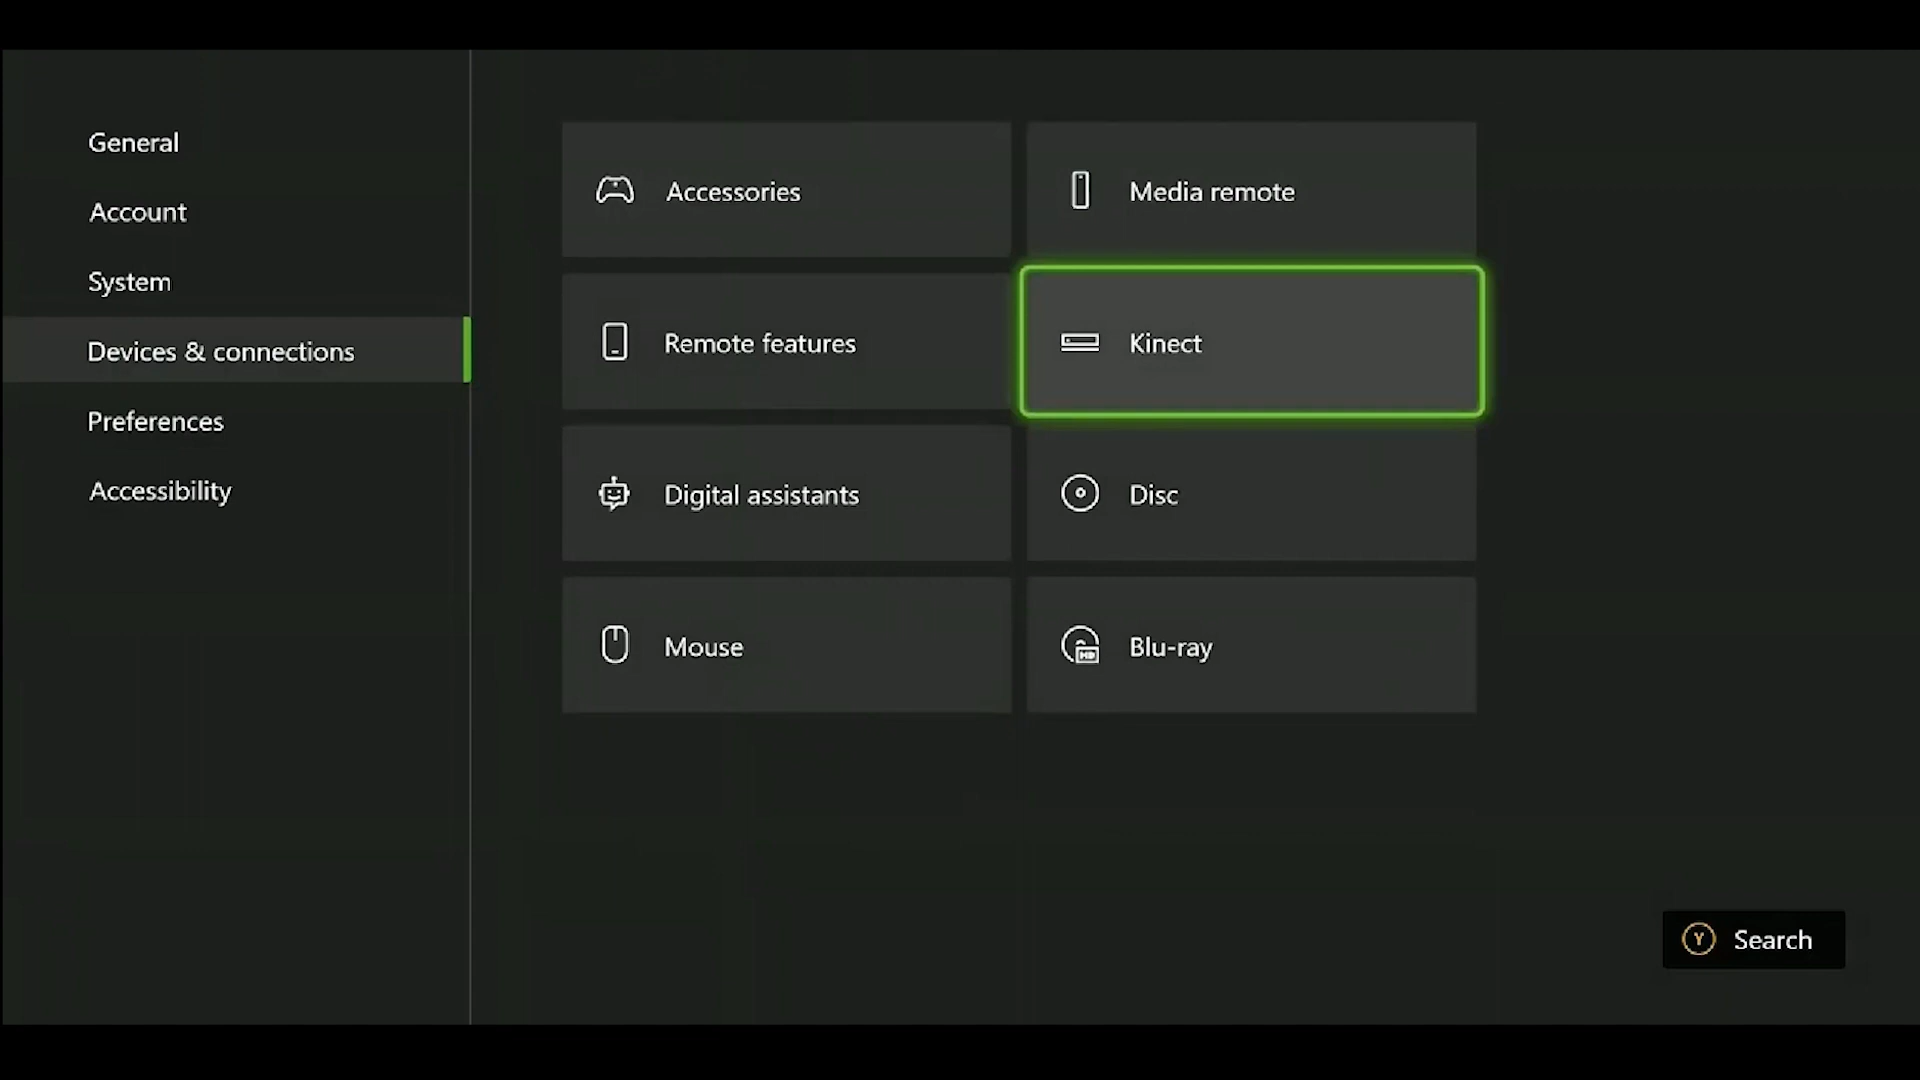 General
Account
System
Devices & connections
Preferences
Accessibility
Accessories
Media remote
Remote features
Kinect
Digital assistants
Disc
Mouse
HD
Blu-ray
Y Search